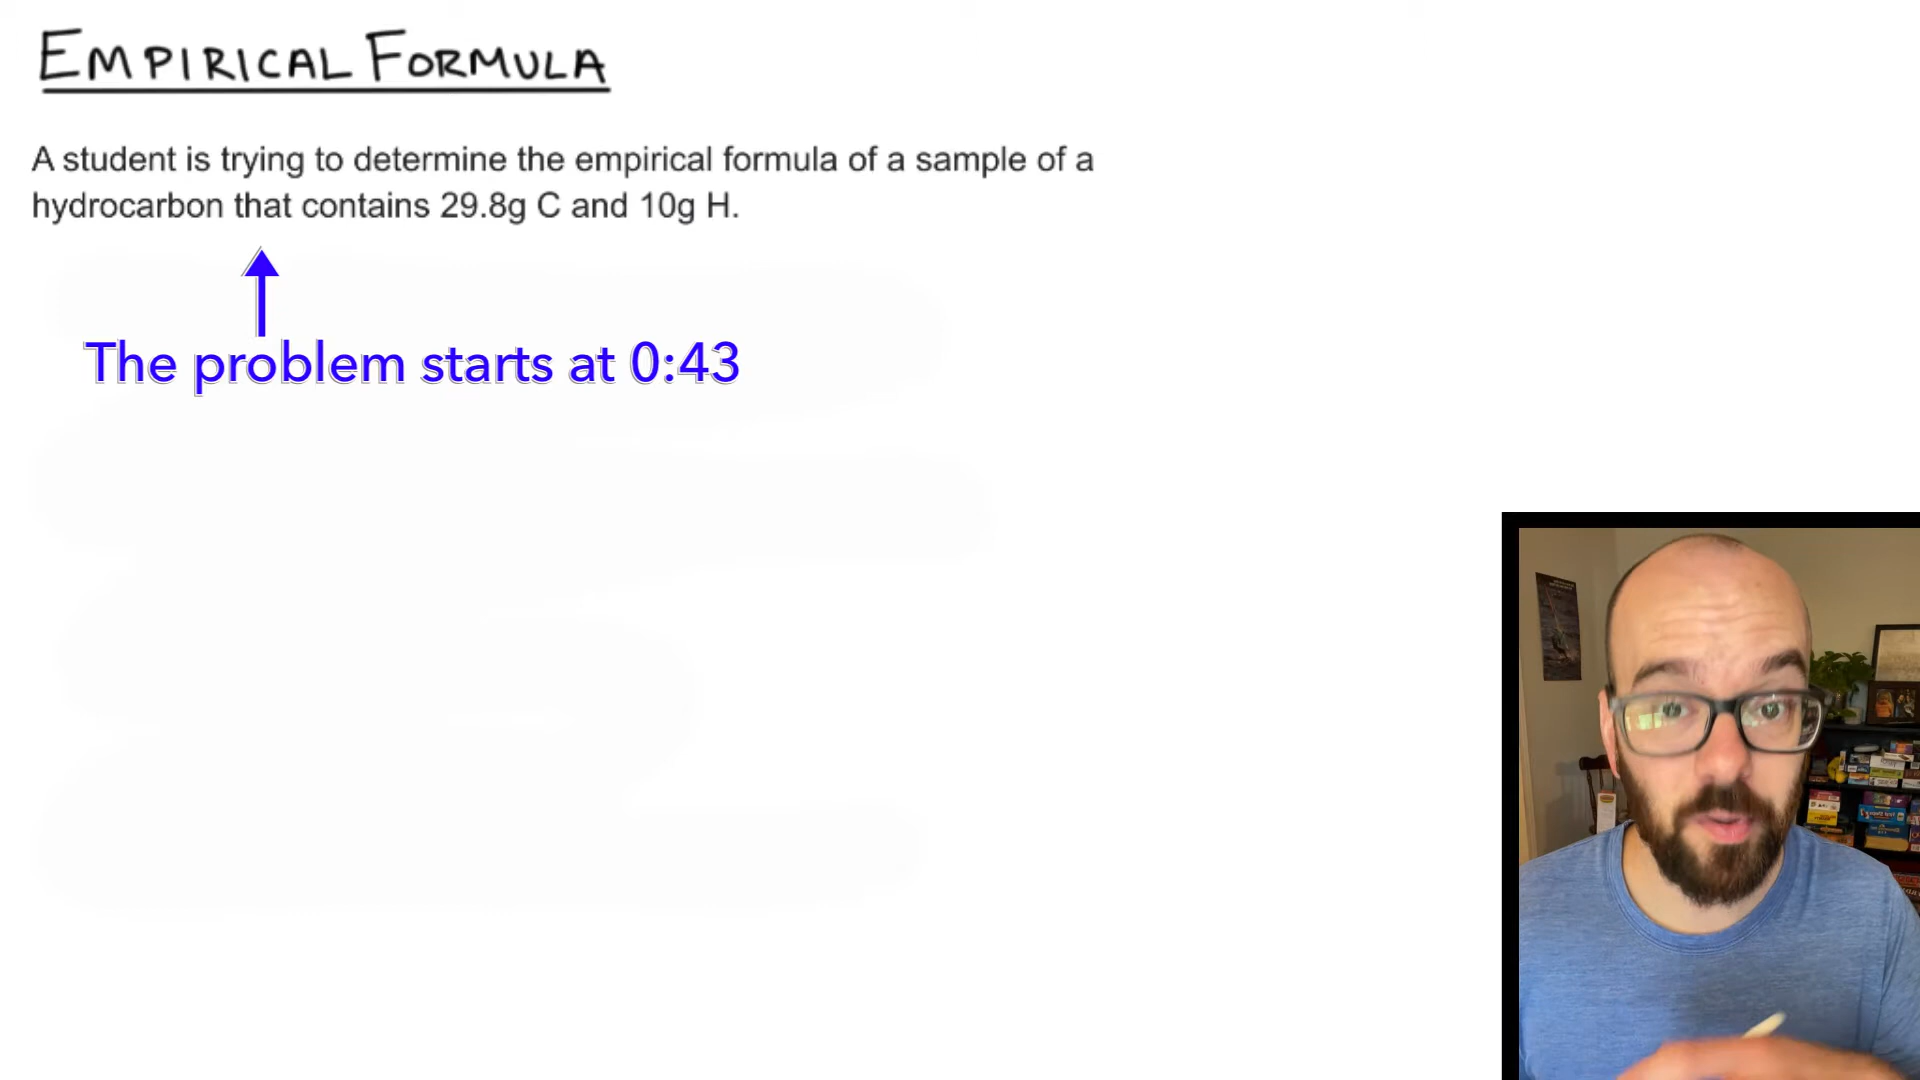 EMPIRICAL FORMULA
A student is trying to determine the empirical formula of a sample of a
hydrocarbon that contains 29.8g C and 10g H.
The problem starts at 0:43